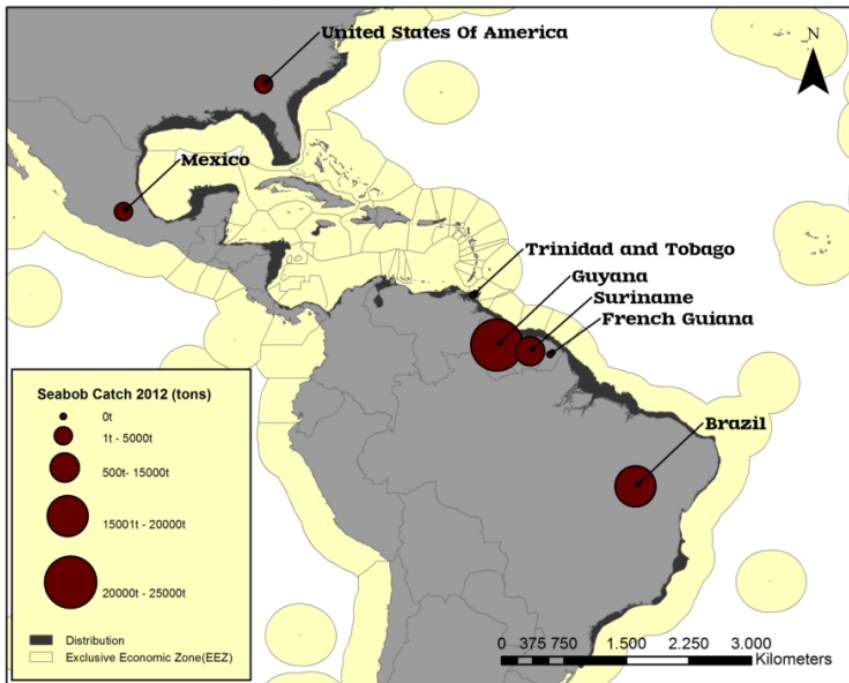 United States Of America
N
Mexico
Trinidad and Tobago
Guyana
Suriname
French Guiana
Brazil
Seabob Catch 2012 (tons)
0t
1t - 5000t
500t- 15000t
15001t - 20000t
20000t - 25000t
Distribution
Exclusive Economic Zone(EEZ)
0 375 750 1.500 2.250 3.000
Kilometers